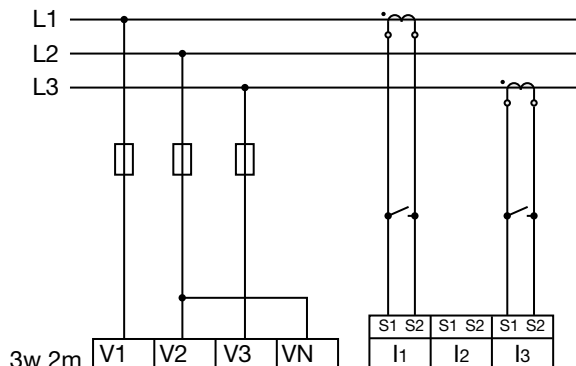 L1
L2
L3
S1 S2 S1 S2 S1 S2
3w 2m V1 V2 V3 VN I1 I2 I3